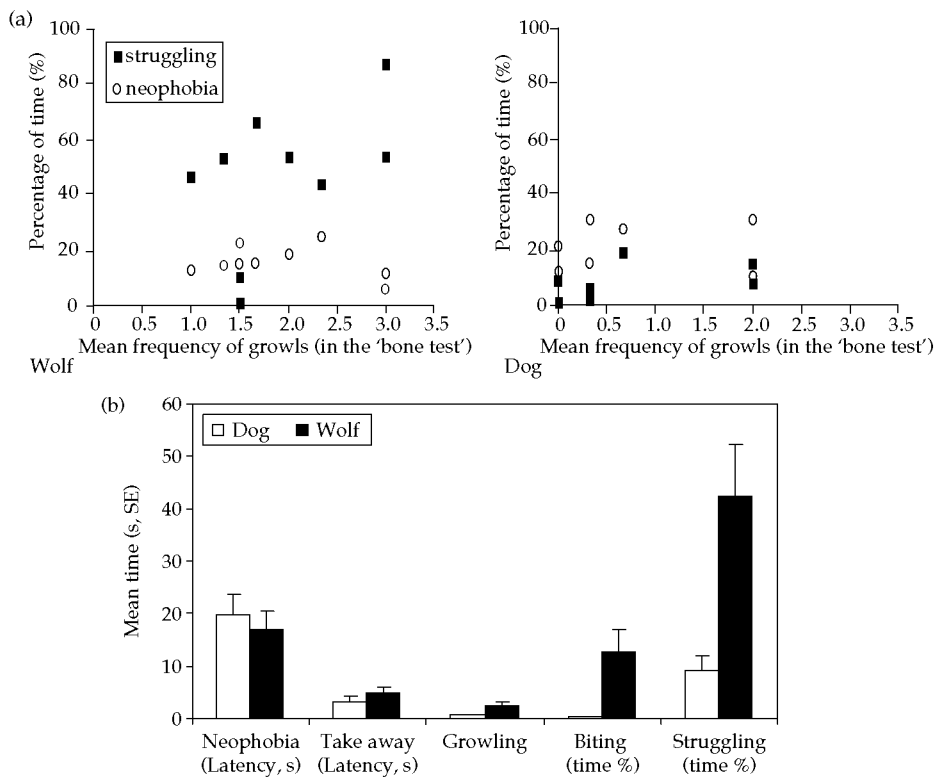 (a)
100
80
60
40
20
0
Percentage of time (%)
struggling
neophobia
0 0.5 1.0 1.5 2.0 2.5 3.0 3.5
Mean frequency of growls (in the ‘bone test’)
Wolf
100
80
60
40
20
0
Percentage of time (%)
0 0.5 1.0 1.5 2.0 2.5 3.0 3.5
Mean frequency of growls (in the ‘bone test’)
Dog
(b)
60
50
40
30
20
10
0
Mean time (s, SE)
Dog Wolf
Neophobia Take away Growling Biting Struggling
(Latency, s) (Latency, s) (time %) (time %)